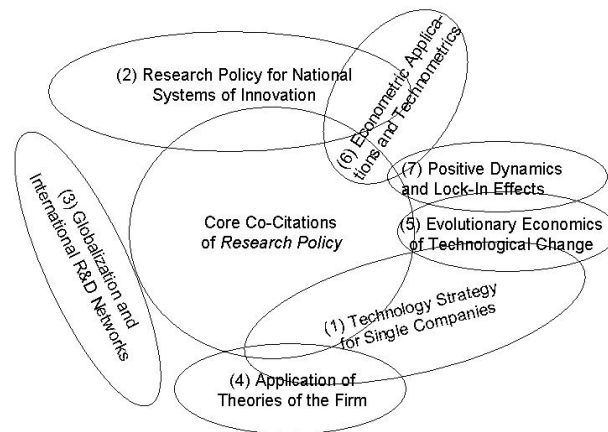 (2) Research Policy for National
Systems of Innovation
(6) Econometric Applica-
tions and Technometrics
(7) Positive Dynamics
and Lock-In Effects
(3) Globalization and
International R&D Networks
Core Co-Citations
of Research Policy
(5) Evolutionary Economics
of Technological Change
(1) Technology Strategy
for Single Companies
(4) Application of
Theories of the Firm